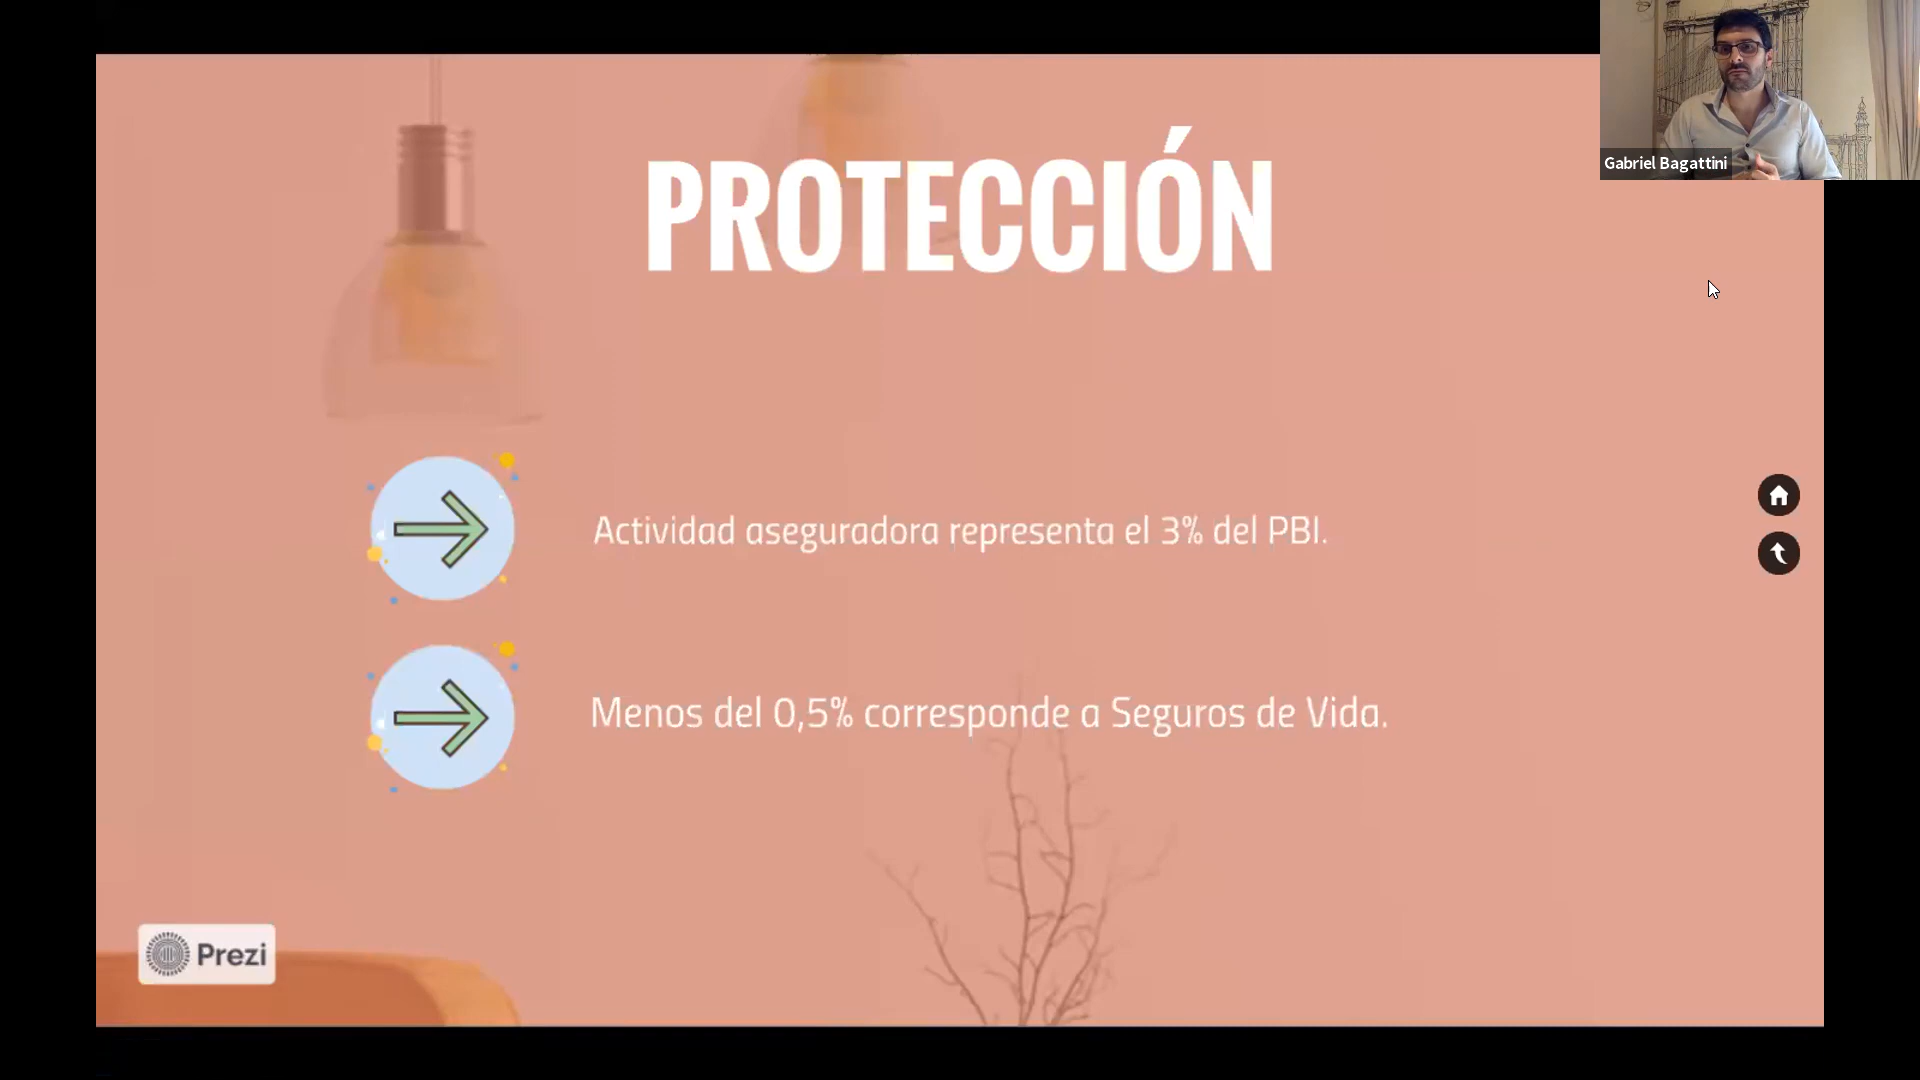 Gabriel Bagattini
PROTECCIÓN
Actividad aseguradora representa el 3% del PBI.
Menos del 0,5% corresponde a Seguros de Vida.
Prezi